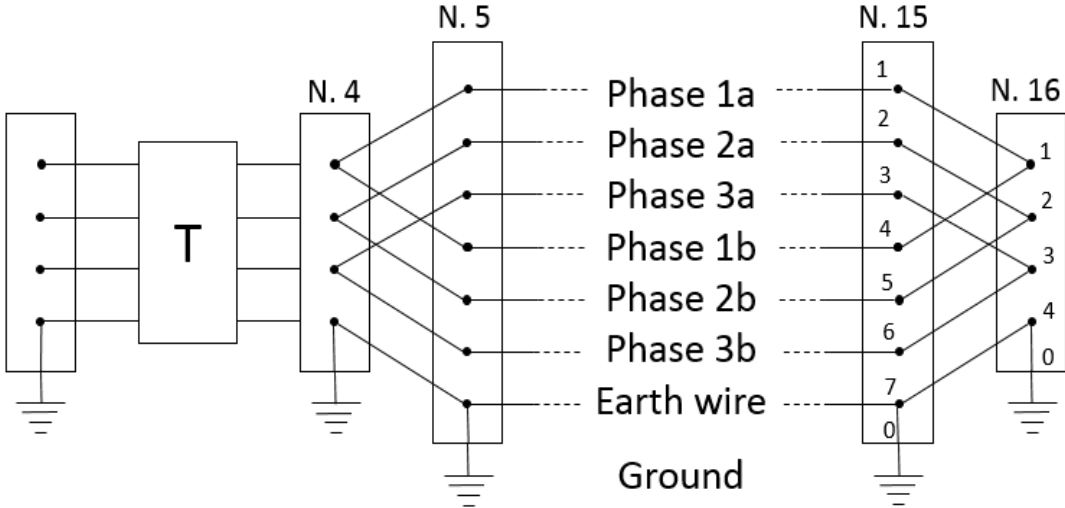 N. 5
N. 15
N. 4
N. 16
T
Phase 1a
Phase 2a
Phase 3a
Phase 1b
Phase 2b
Phase 3b
Earth wire
Ground
1
2
3
4
5
6
7
0
1
2
3
4
0